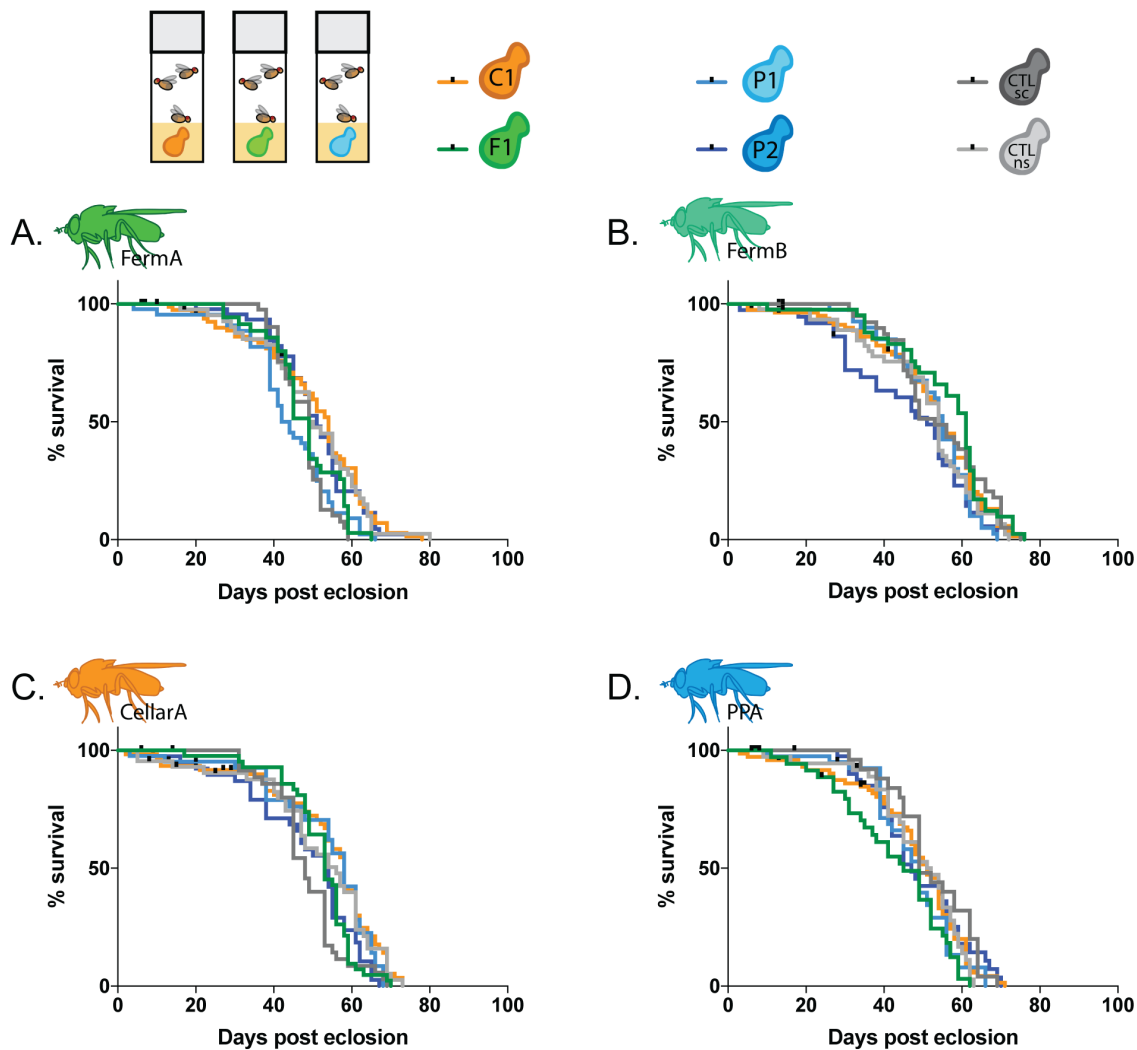 C1
P1
CTL
sc
F1
P2
CTL
ns
A.
FermA
100
50
0
% survival
0 20 40 60 80 100
Days post eclosion
B.
FermB
100
50
0
% survival
0 20 40 60 80 100
Days post eclosion
C.
CellarA
100
50
0
% survival
0 20 40 60 80 100
Days post eclosion
D.
PPA
100
50
0
% survival
0 20 40 60 80 100
Days post eclosion